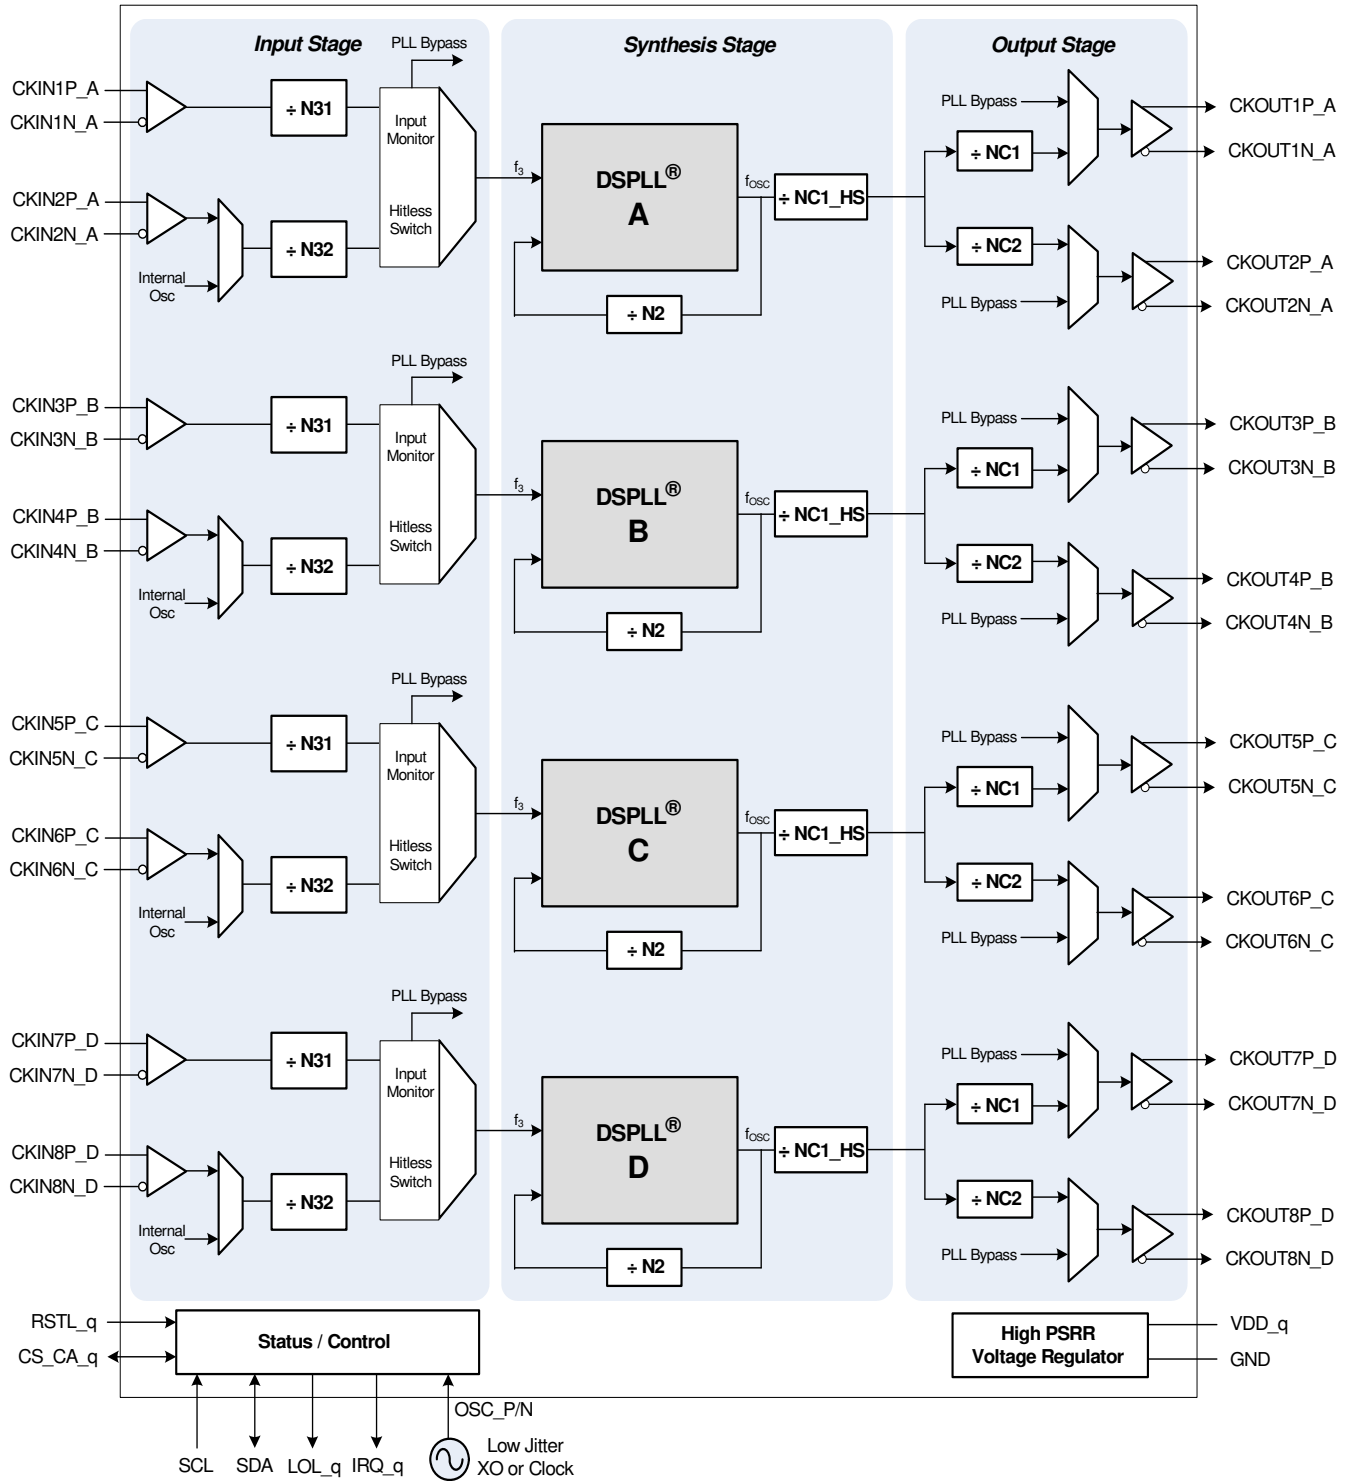 Input Stage
Synthesis Stage
Output Stage
PLL Bypass
CKIN1P_A
CKIN1N_A
÷ N31
Input
Monitor
CKIN2P_A
CKIN2N_A
Internal
Osc
÷ N32
Hitless
Switch
f3
DSPLL®
A
fOSC
÷ N2
÷ NC1_HS
PLL Bypass
÷ NC1
÷ NC2
PLL Bypass
CKOUT1P_A
CKOUT1N_A
CKOUT2P_A
CKOUT2N_A
PLL Bypass
CKIN3P_B
CKIN3N_B
÷ N31
Input
Monitor
CKIN4P_B
CKIN4N_B
Internal
Osc
÷ N32
Hitless
Switch
f3
DSPLL®
B
fOSC
÷ N2
÷ NC1_HS
PLL Bypass
÷ NC1
÷ NC2
PLL Bypass
CKOUT3P_B
CKOUT3N_B
CKOUT4P_B
CKOUT4N_B
PLL Bypass
CKIN5P_C
CKIN5N_C
÷ N31
Input
Monitor
CKIN6P_C
CKIN6N_C
Internal
Osc
÷ N32
Hitless
Switch
f3
DSPLL®
C
fOSC
÷ N2
÷ NC1_HS
PLL Bypass
÷ NC1
÷ NC2
PLL Bypass
CKOUT5P_C
CKOUT5N_C
CKOUT6P_C
CKOUT6N_C
PLL Bypass
CKIN7P_D
CKIN7N_D
÷ N31
Input
Monitor
CKIN8P_D
CKIN8N_D
Internal
Osc
÷ N32
Hitless
Switch
f3
DSPLL®
D
fOSC
÷ N2
÷ NC1_HS
PLL Bypass
÷ NC1
÷ NC2
PLL Bypass
CKOUT7P_D
CKOUT7N_D
CKOUT8P_D
CKOUT8N_D
RSTL_q
CS_CA_q
Status / Control
High PSRR
Voltage Regulator
VDD_q
GND
OSC_P/N
SCL
SDA
LOL_q
IRQ_q
Low Jitter
XO or Clock